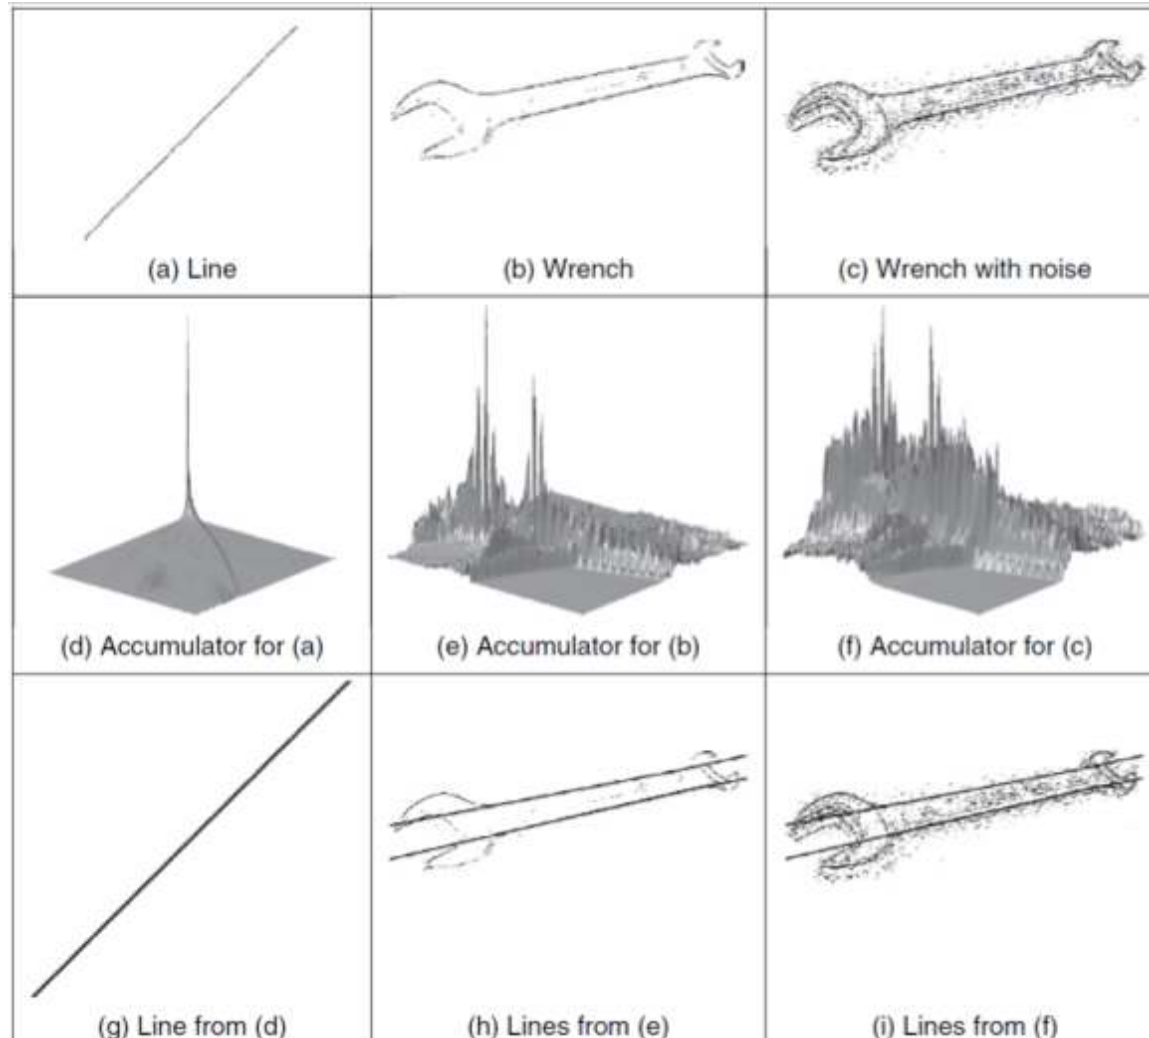 (a) Line
(b) Wrench
(c) Wrench with noise
(d) Accumulator for (a)
(e) Accumulator for (b)
(f) Accumulator for (c)
(g) Line from (d)
(h) Lines from (e)
(i) Lines from (f)